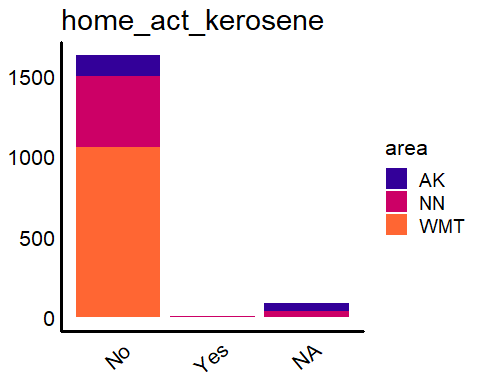 home_act_kerosene
1500
1000
500
0
No
Yes
NA
area
AK
NN
WMT